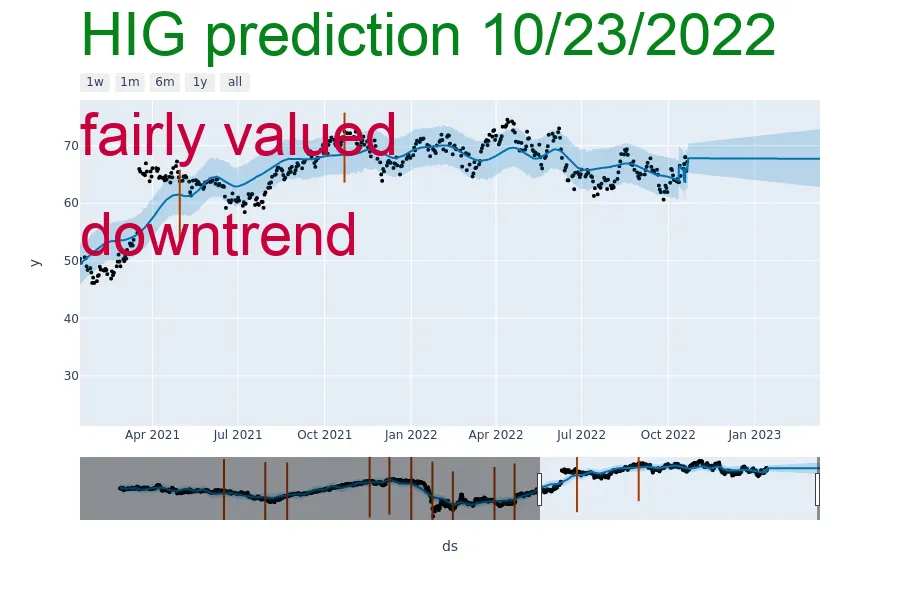 HIG prediction 10/23/2022
1w 1m 6m 1y all
fairly valued
70
60
downtrend
y
50
40
30
Apr 2021 Jul 2021 Oct 2021 Jan 2022 Apr 2022 Jul 2022 Oct 2022 Jan 2023
ds